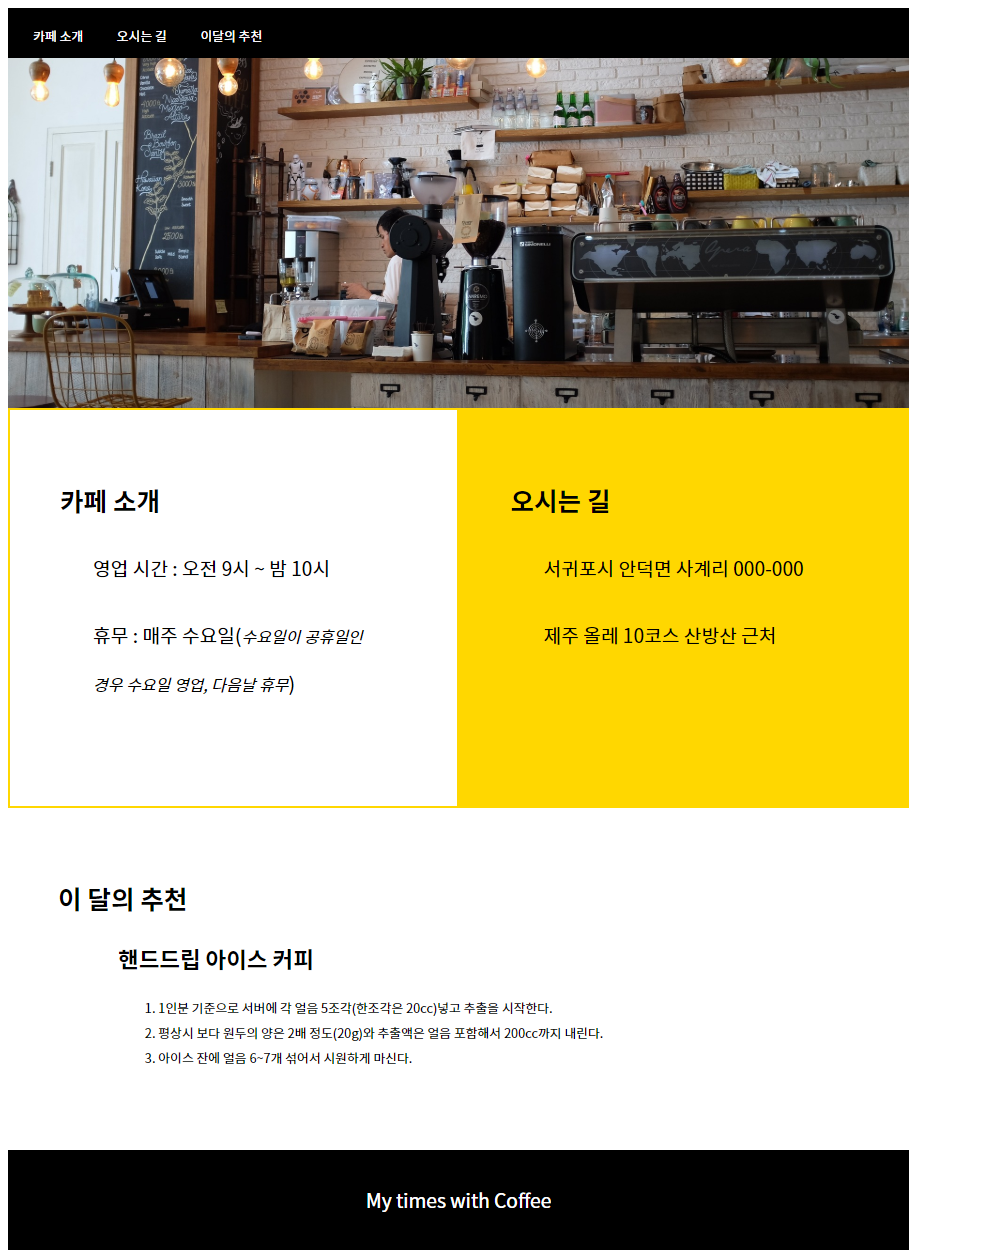 카페 소개 오시는 길 이달의 추천
카페 소개
영업 시간 : 오전 9시 ~ 밤 10시
휴무 : 매주 수요일(수요일이 공휴일인
경우 수요일 영업, 다음날 휴무)
오시는 길
서귀포시 안덕면 사계리 000-000
제주 올레 10코스 산방산 근처
이 달의 추천
핸드드립 아이스 커피
1. 1인분 기준으로 서버에 각 얼음 5조각(한조각은 20cc)넣고 추출을 시작한다.
2. 평상시 보다 원두의 양은 2배 정도(20g)와 추출액은 얼음 포함해서 200cc까지 내린다.
3. 아이스 잔에 얼음 6~7개 섞어서 시원하게 마신다.
My times with Coffee